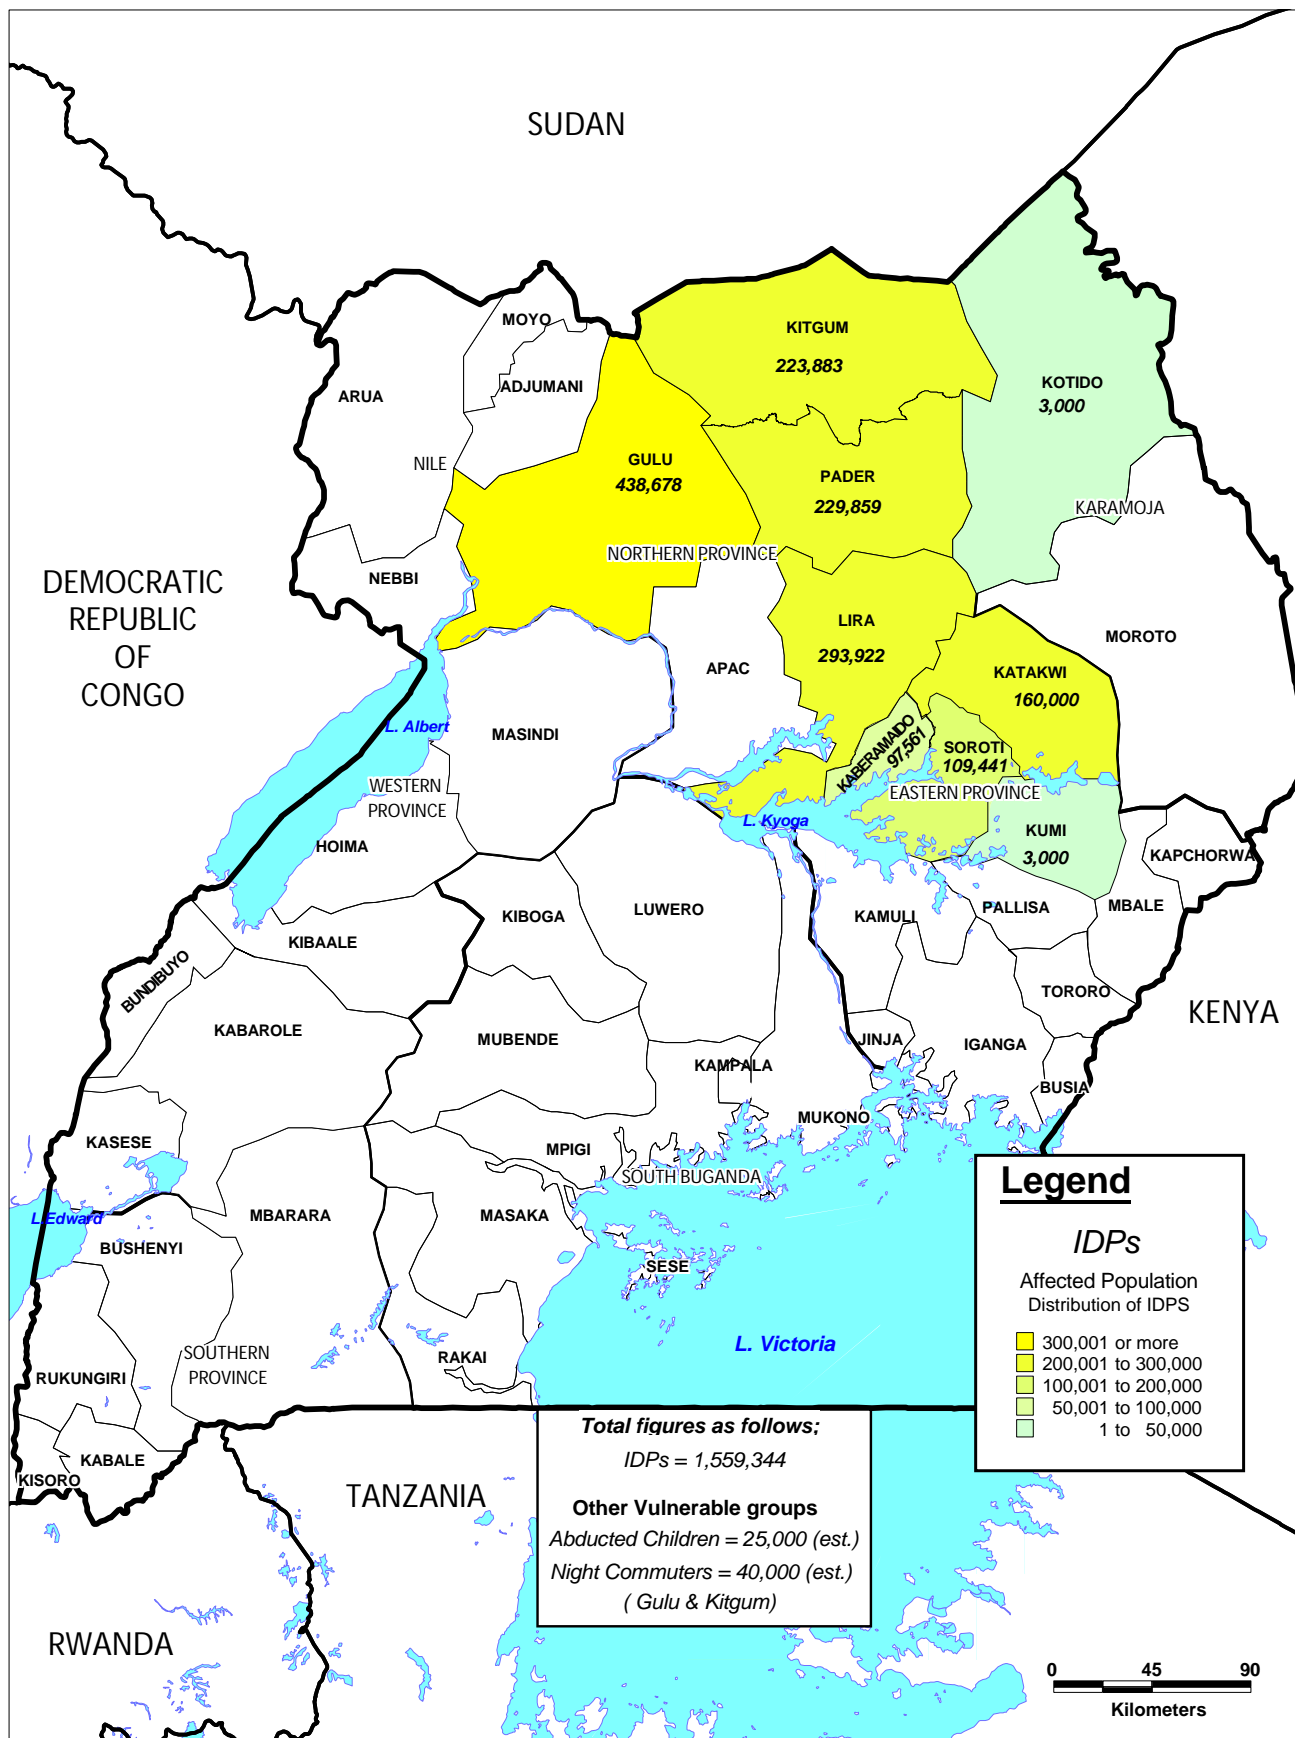 SUDAN
MOYO
KITGUM
223,883
ADJUMANI
ARUA
KOTIDO
3,000
NILE
GULU
438,678
PADER
229,859
KARAMOJA
NORTHERN PROVINCE
NEBBI
DEMOCRATIC
REPUBLIC
OF
CONGO
LIRA
293,922
MOROTO
APAC
KATAKWI
160,000
L. Albert
MASINDI
KABERAMAIDO
97,561
SOROTI
109,441
WESTERN
PROVINCE
EASTERN PROVINCE
L. Kyoga
HOIMA
KUMI
3,000
KAPCHORWA
KIBOGA
LUWERO
KAMULI
PALLISA
MBALE
KIBAALE
BUNDIBUYO
TORORO
KENYA
KABAROLE
MUBENDE
JINJA
IGANGA
KAMPALA
BUSIA
MUKONO
KASESE
MPIGI
SOUTH BUGANDA
L.Edward
MBARARA
MASAKA
BUSHENYI
SESE
L. Victoria
SOUTHERN
PROVINCE
RAKAI
RUKUNGIRI
KABALE
KISORO
TANZANIA
RWANDA
Legend
IDPs
Affected Population
Distribution of IDPS
300,001 or more
200,001 to 300,000
100,001 to 200,000
50,001 to 100,000
1 to 50,000
Total figures as follows;
IDPs = 1,559,344
Other Vulnerable groups
Abducted Children = 25,000 (est.)
Night Commuters = 40,000 (est.)
( Gulu & Kitgum)
0 45 90
Kilometers